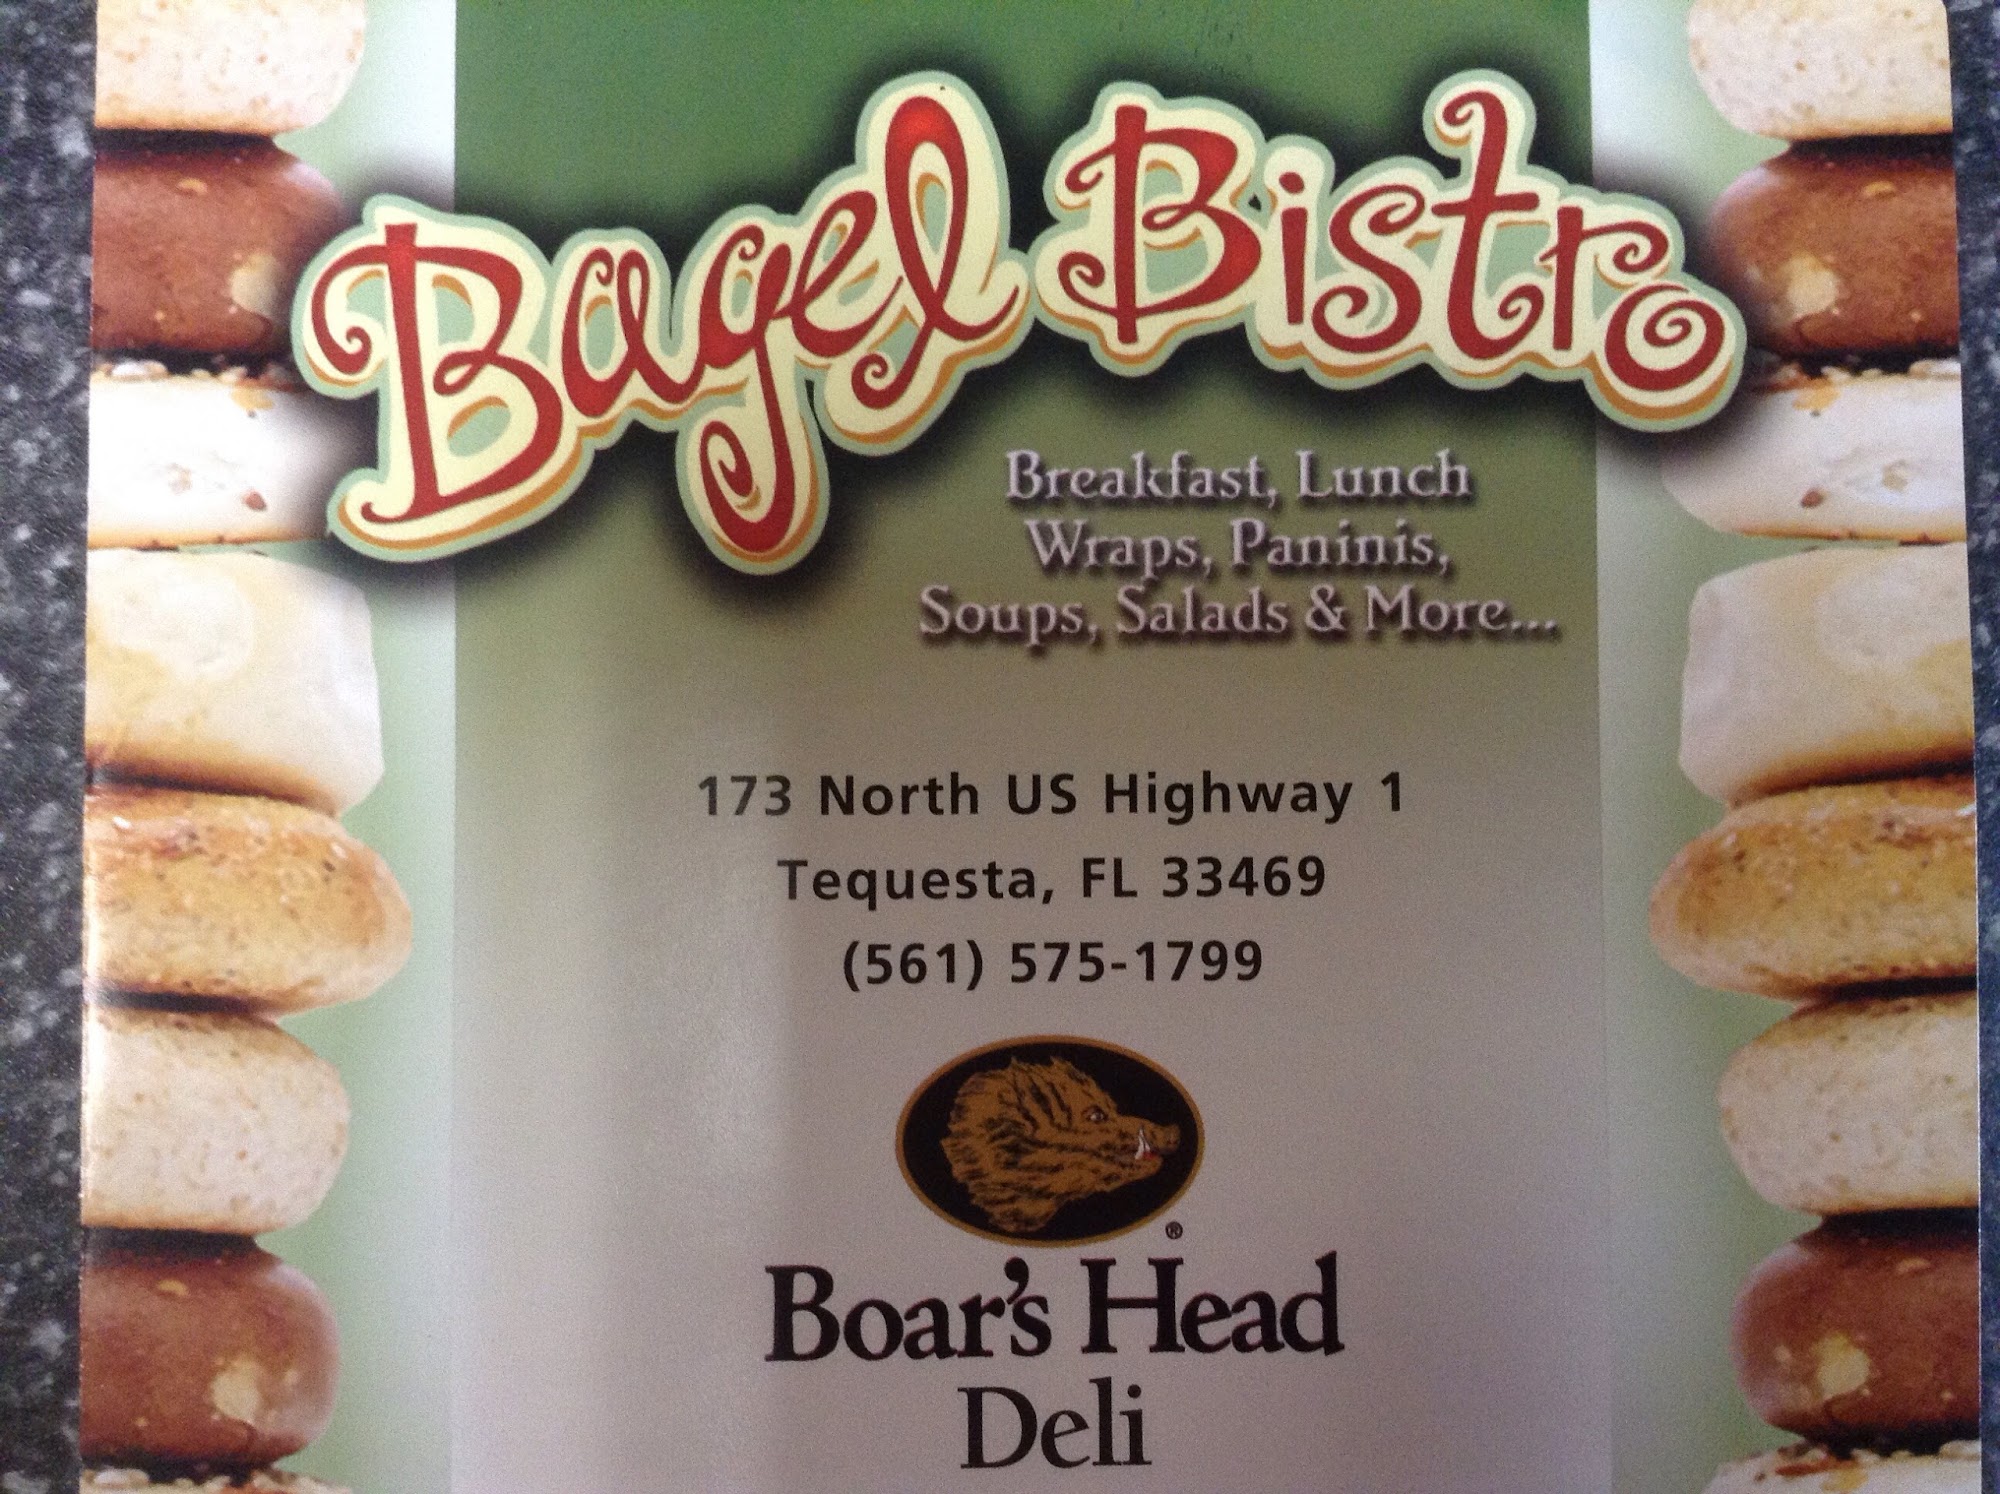 Bagel Bistro
Breakfast, Lunch
Wraps, Paninis,
Soups, Salads & More...
173 North US Highway 1
Tequesta, FL 33469
(561) 575-1799
®
Boar's Head
Deli